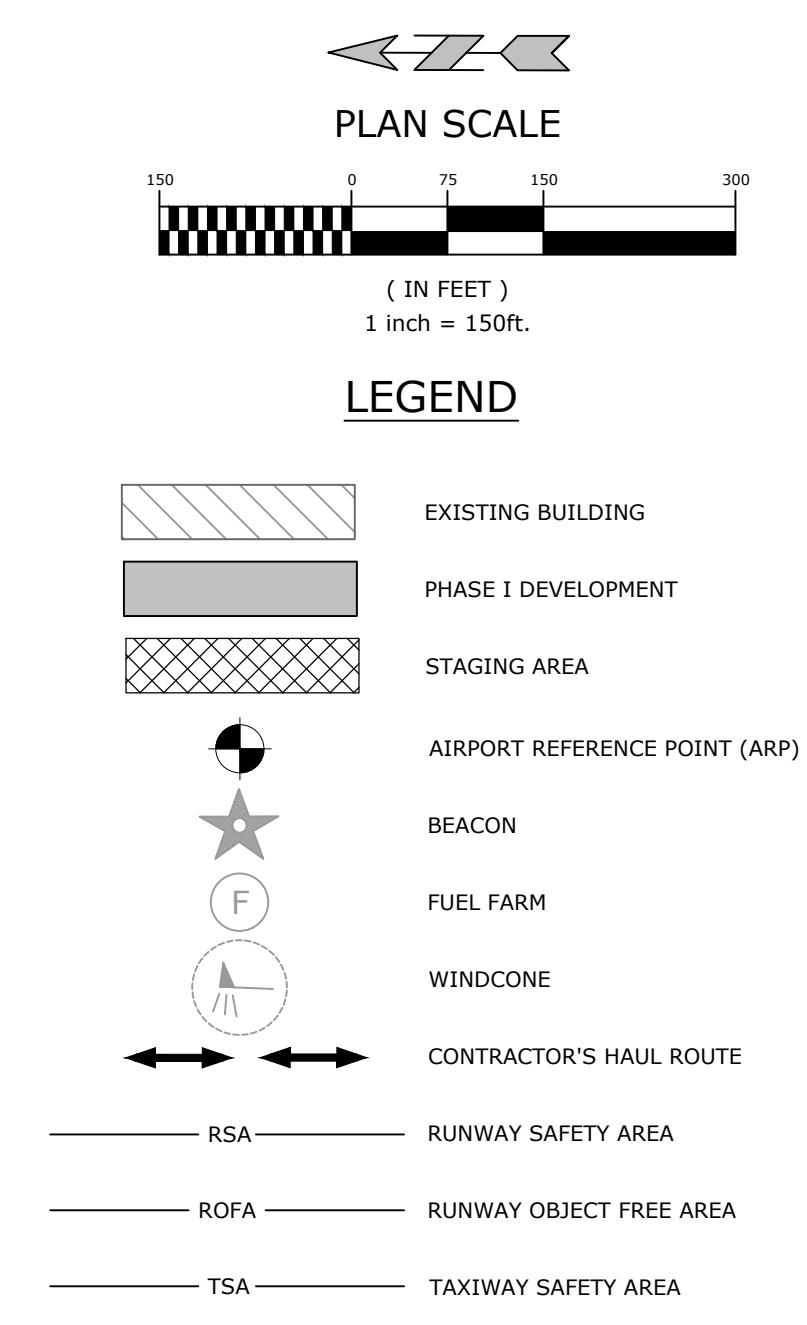 PLAN SCALE
150 0 75 150 300
( IN FEET )
1 inch = 150ft.
LEGEND
EXISTING BUILDING
PHASE I DEVELOPMENT
STAGING AREA
AIRPORT REFERENCE POINT (ARP)
BEACON
F FUEL FARM
WINDCONE
CONTRACTOR'S HAUL ROUTE
RSA RUNWAY SAFETY AREA
ROFA RUNWAY OBJECT FREE AREA
TSA TAXIWAY SAFETY AREA